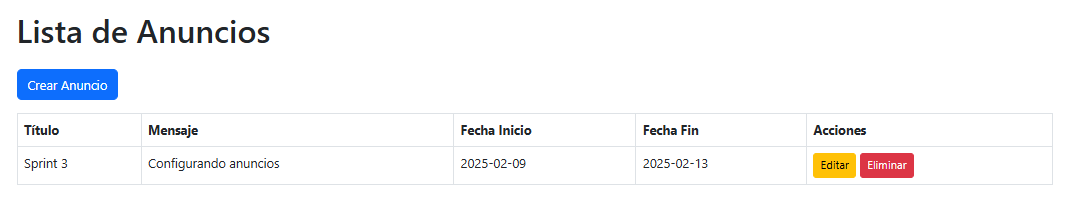 Lista de Anuncios
Crear Anuncio
Título Mensaje Fecha Inicio Fecha Fin Acciones
Sprint 3 Configurando anuncios 2025-02-09 2025-02-13 Editar Eliminar